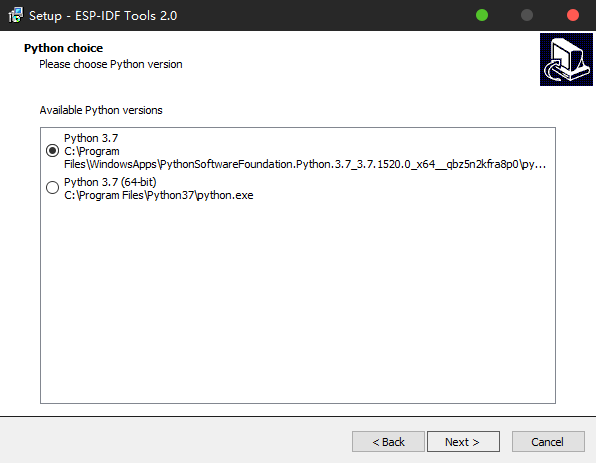 Setup - ESP-IDF Tools 2.0
Python choice
Please choose Python version
Available Python versions
Python 3.7
C:\Program
Files\WindowsApps\PythonSoftwareFoundation.Python.3.7_3.7.1520.0_x64__qbz5n2kfra8p0\py...
Python 3.7 (64-bit)
C:\Program Files\Python37\python.exe
< Back
Next >
Cancel